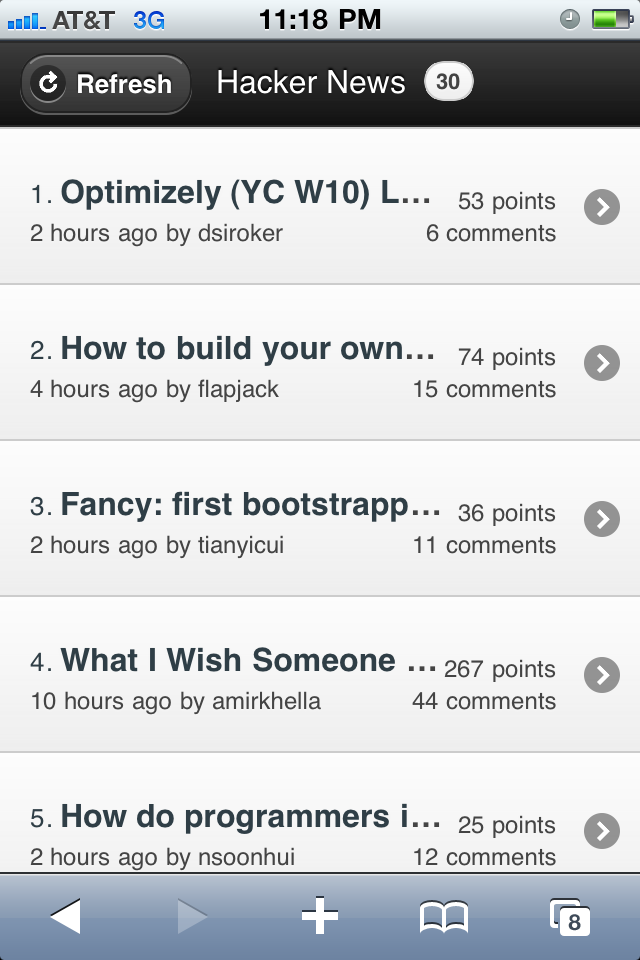 AT&T 3G 11:18 PM
Refresh Hacker News 30
1. Optimizely (YC W10) L... 53 points
2 hours ago by dsiroker 6 comments
2. How to build your own... 74 points
4 hours ago by flapjack 15 comments
3. Fancy: first bootstrapp... 36 points
2 hours ago by tianyicui 11 comments
4. What I Wish Someone ... 267 points
10 hours ago by amirkhella 44 comments
5. How do programmers i... 25 points
2 hours ago by nsoonhui 12 comments
8